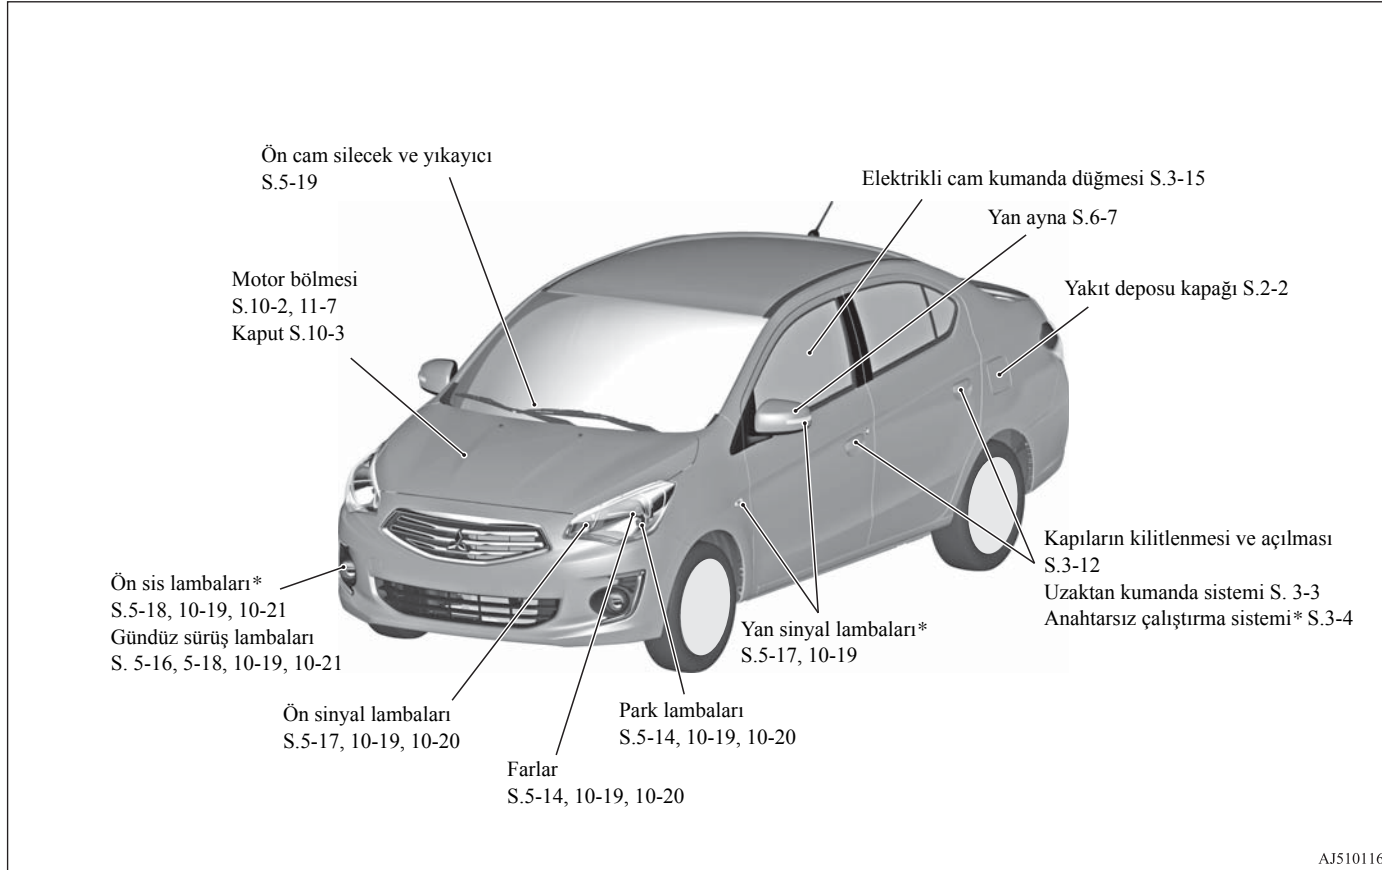 Ön cam silecek ve yıkayıcı
S.5-19
Elektrikli cam kumanda düğmesi S.3-15
Yan ayna S.6-7
Motor bölmesi
S.10-2, 11-7
Kaput S.10-3
Yakıt deposu kapağı S.2-2
Kapıların kilitlenmesi ve açılması
S.3-12
Uzaktan kumanda sistemi S. 3-3
Anahtarsız çalıştırma sistemi* S.3-4
Ön sis lambaları*
S.5-18, 10-19, 10-21
Gündüz sürüş lambaları
S. 5-16, 5-18, 10-19, 10-21
Yan sinyal lambaları*
S.5-17, 10-19
Ön sinyal lambaları
S.5-17, 10-19, 10-20
Park lambaları
S.5-14, 10-19, 10-20
Farlar
S.5-14, 10-19, 10-20
AJ510116